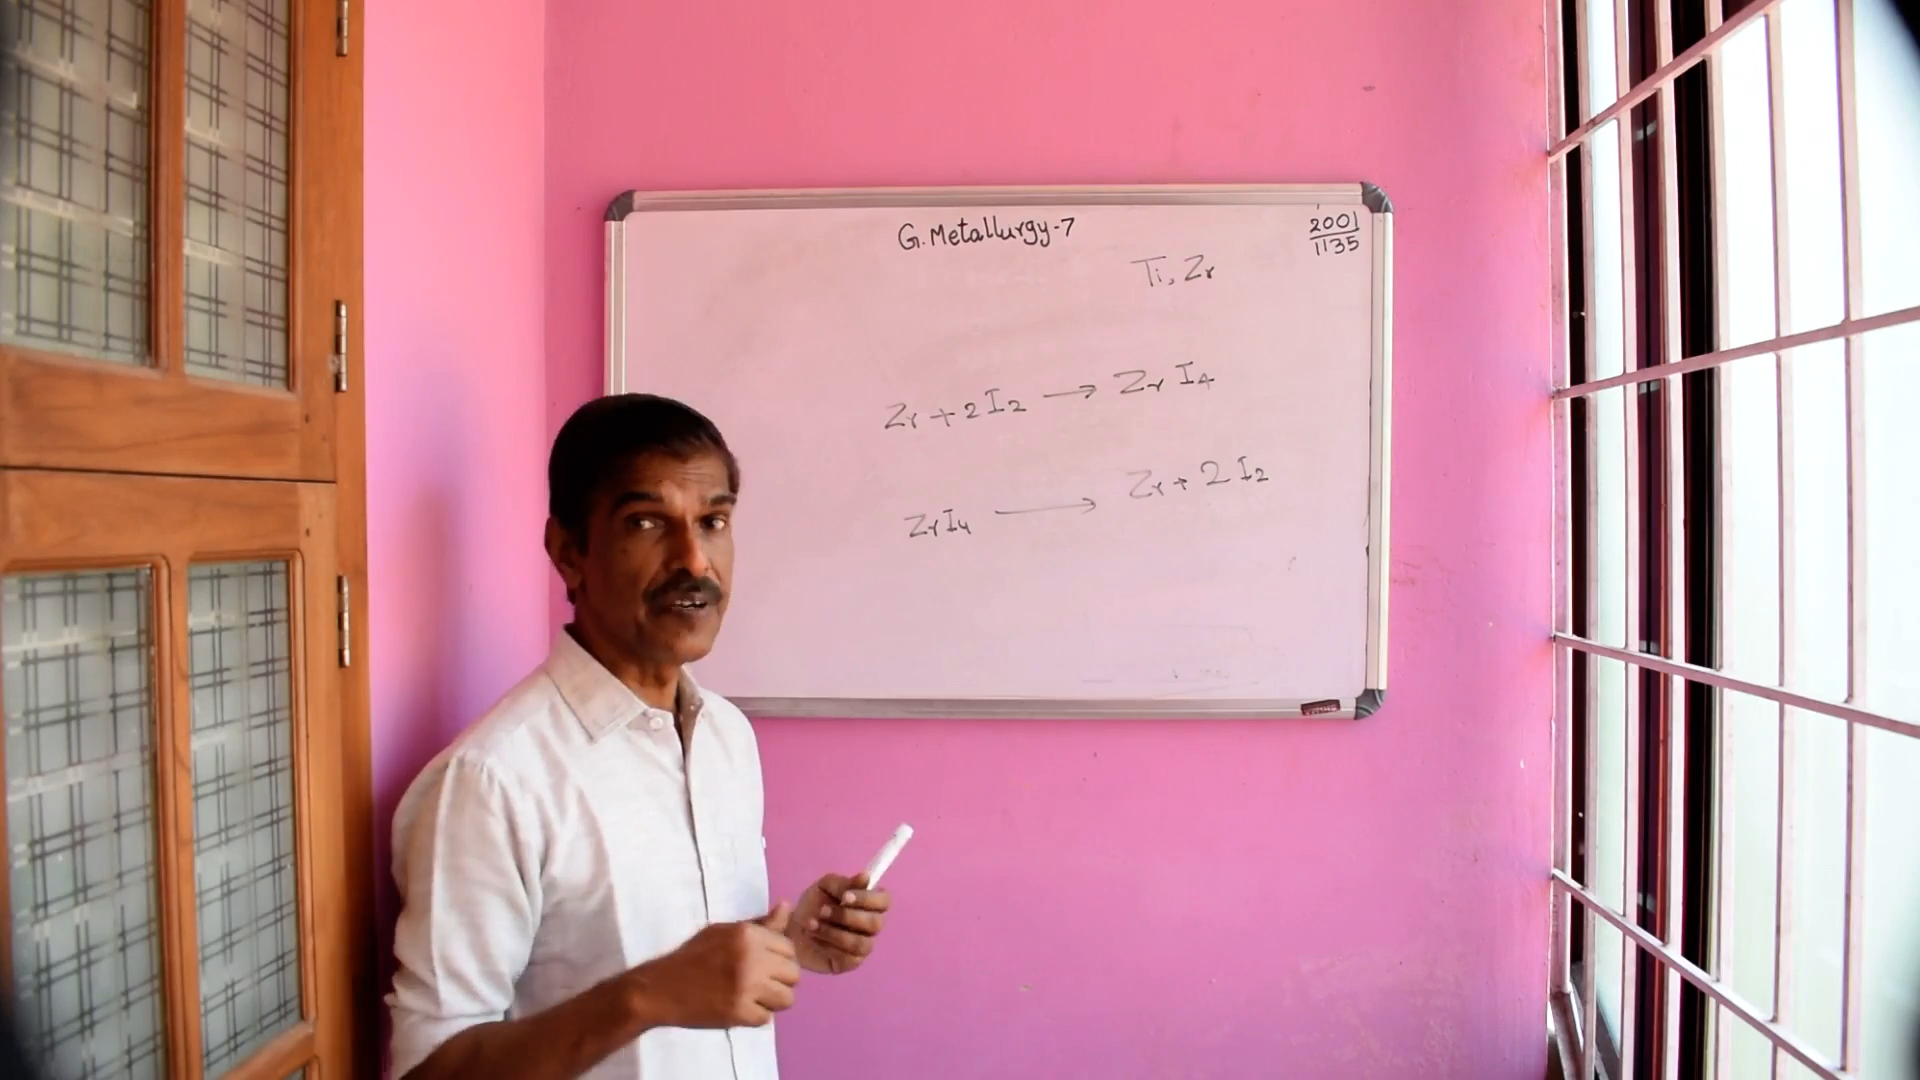 G. Metallurgy-7
2001
1135
Ti, Zr
Zr + 2 I2 → Zr I4
ZrI4 → Zr + 2 I2